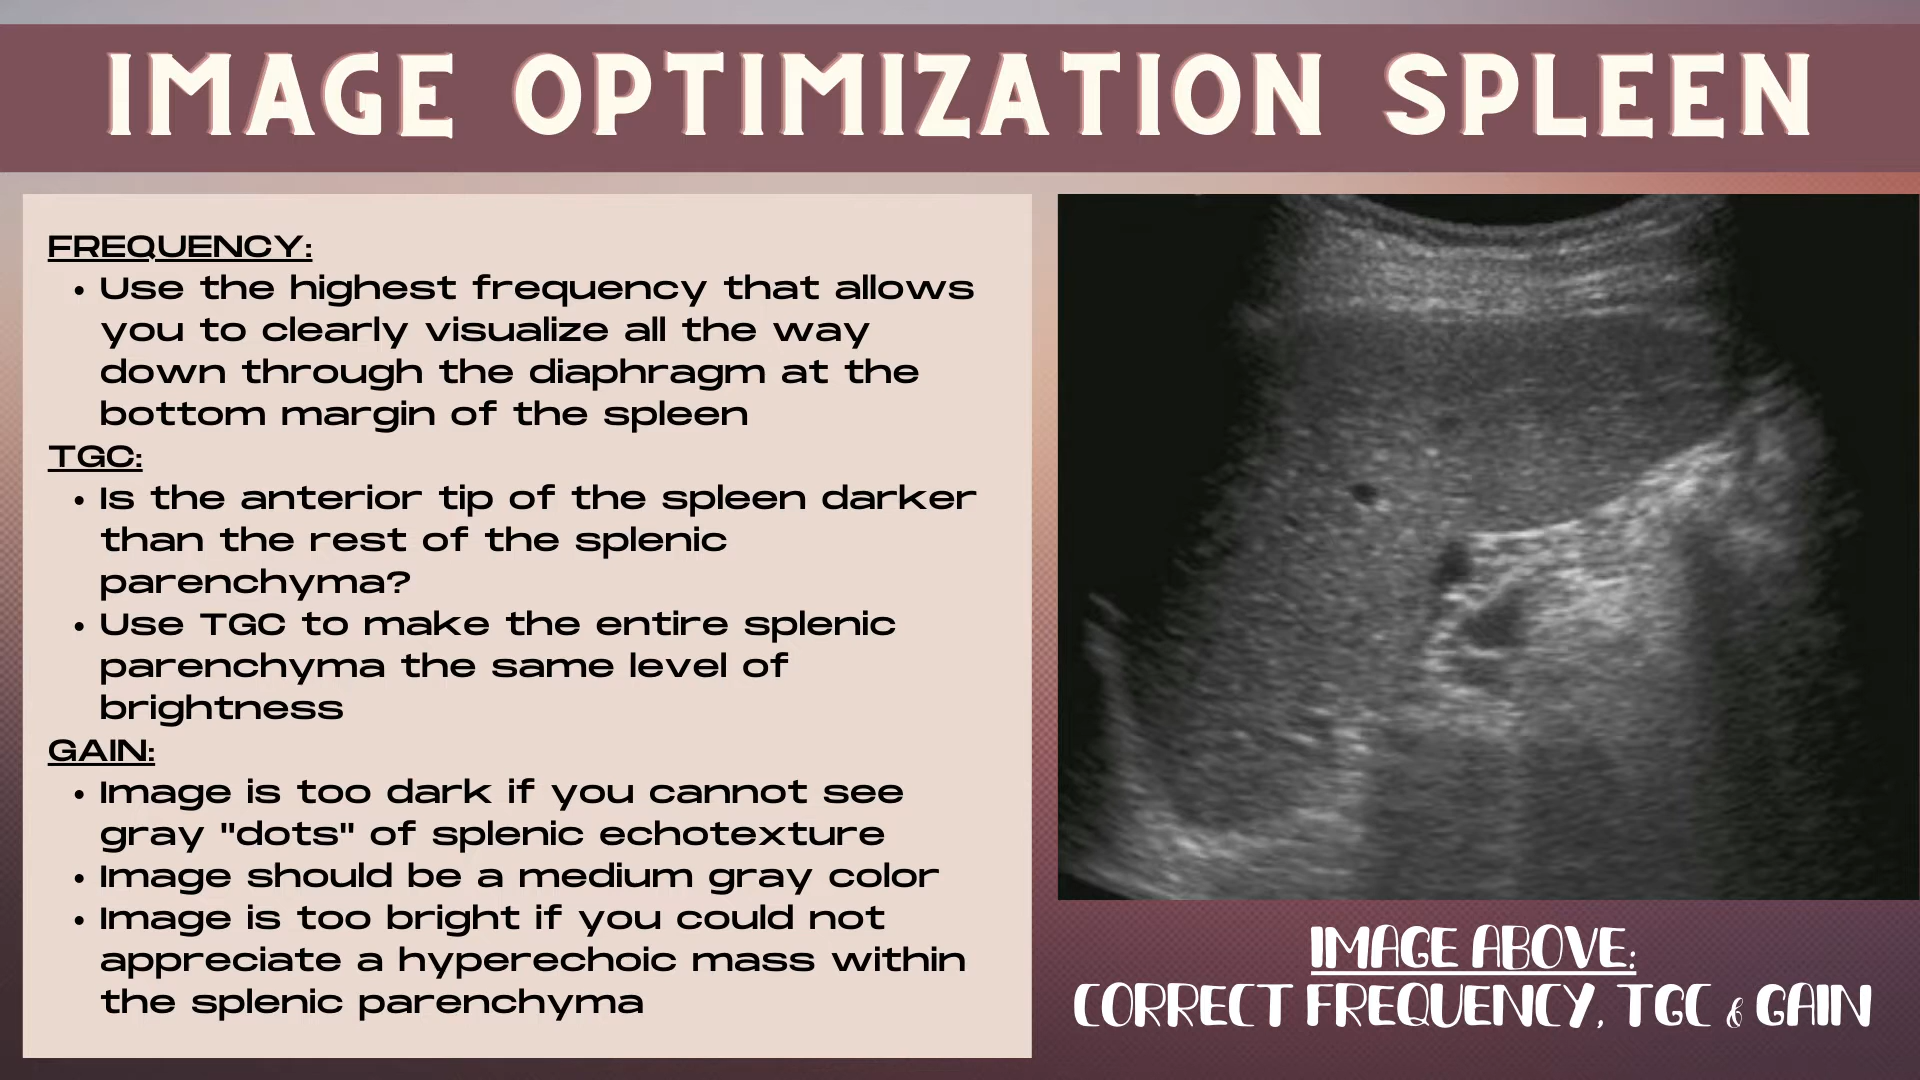 IMAGE OPTIMIZATION SPLEEN
FREQUENCY:
• Use the highest frequency that allows
you to clearly visualize all the way
down through the diaphragm at the
bottom margin of the spleen
TGC:
• Is the anterior tip of the spleen darker
than the rest of the splenic
parenchyma?
• Use TGC to make the entire splenic
parenchyma the same level of
brightness
GAIN:
• Image is too dark if you cannot see
gray "dots" of splenic echotexture
• Image should be a medium gray color
• Image is too bright if you could not
appreciate a hyperechoic mass within
the splenic parenchyma
IMAGE ABOVE:
CORRECT FREQUENCY, TGC & GAIN